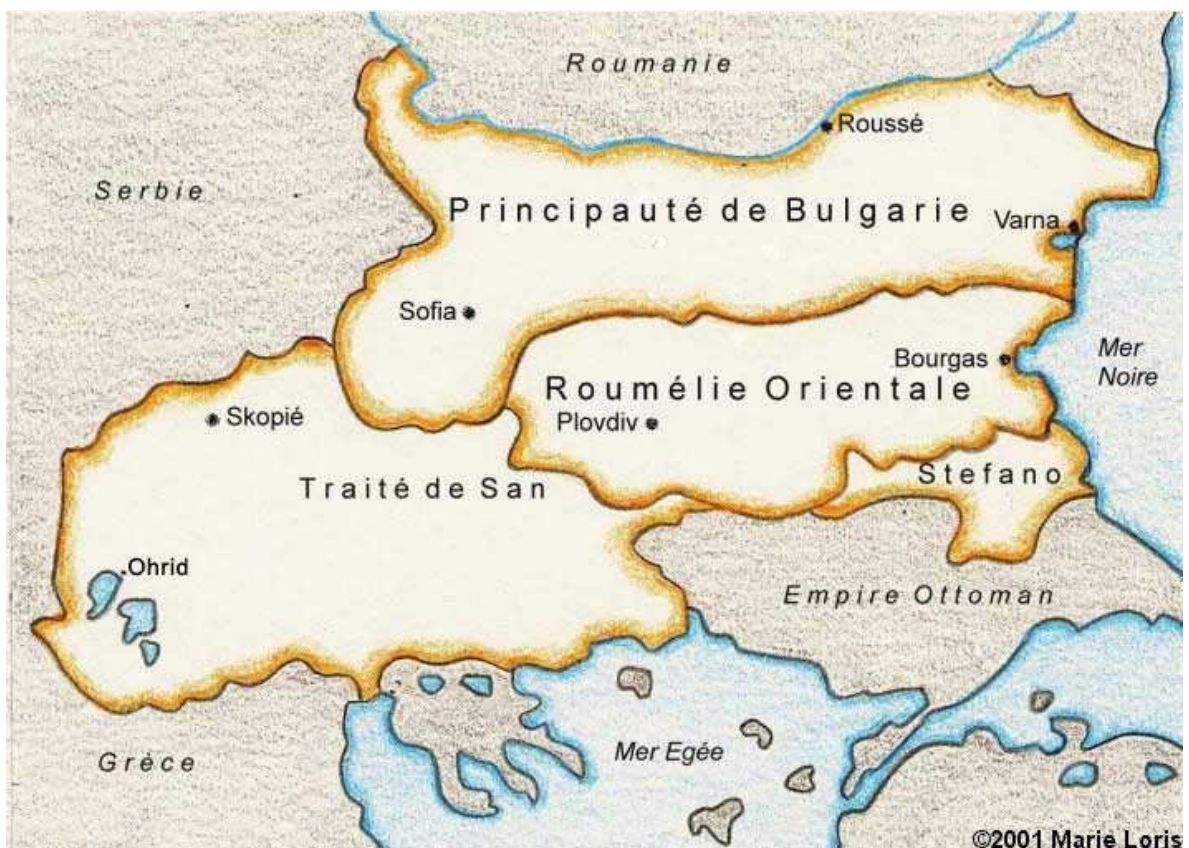 Roumanie
Roussé
Serbie
Principauté de Bulgarie
Varna
Sofia
Mer
Noire
Bourgas
Roumélie Orientale
Skopié
Plovdiv
Stefano
Traité de San
Ohrid
Empire Ottoman
Grèce
Mer Egée
©2001 Marie Loris